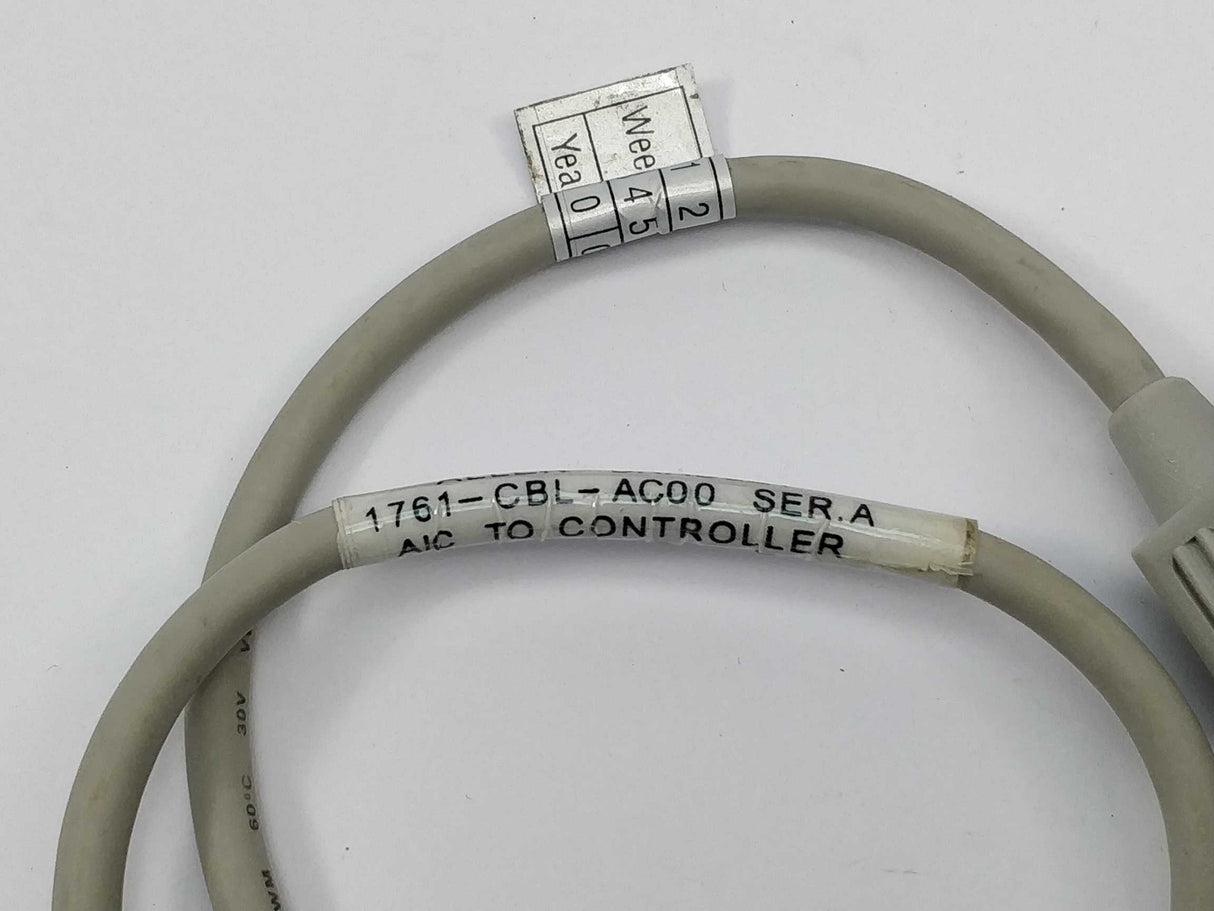 Wee
Yea
1 2
4 5
0
1761-CBL-AC00 SER.A
AIC TO CONTROLLER
30V
60°C